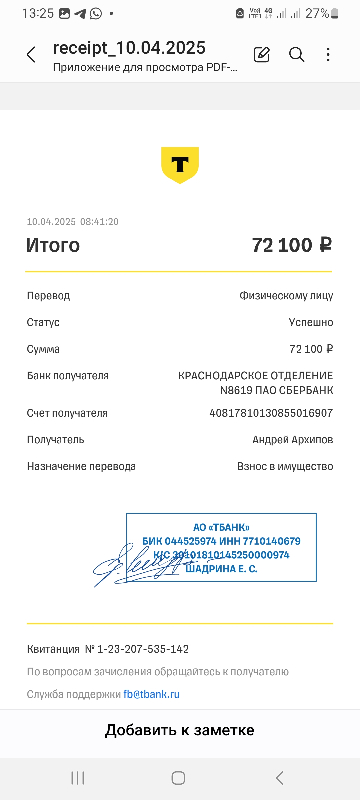 13:25
27%
receipt_10.04.2025
Приложение для просмотра PDF-...
Т
10.04.2025 08:41:20
Итого 72 100 ₽
Перевод Физическому лицу
Статус Успешно
Сумма 72 100 ₽
Банк получателя КРАСНОДАРСКОЕ ОТДЕЛЕНИЕ
N8619 ПАО СБЕРБАНК
Счет получателя 40817810130855016907
Получатель Андрей Архипов
Назначение перевода Взнос в имущество
АО «ТБАНК»
БИК 044525974 ИНН 7710140679
К/С 30101810145250000974
ШАДРИНА Е. С.
Квитанция № 1-23-207-535-142
По вопросам зачисления обращайтесь к получателю
Служба поддержки fb@tbank.ru
Добавить к заметке